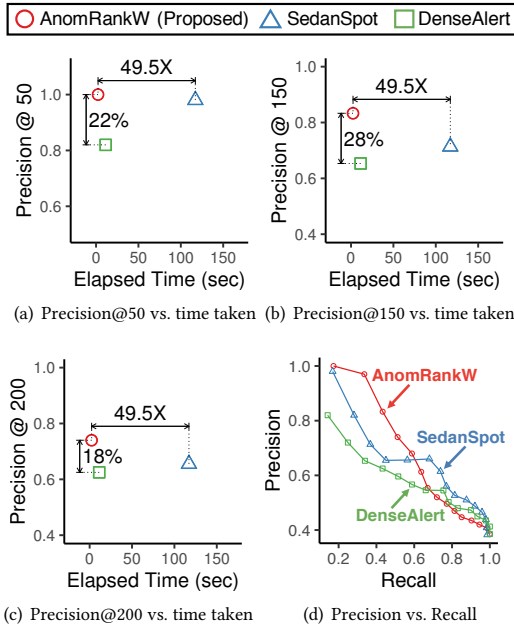 AnomRankW (Proposed) SedanSpot DenseAlert
Precision @ 50
1.0
0.8
0.6
49.5X
22%
0 50 100 150
Elapsed Time (sec)
(a) Precision@50 vs. time taken
Precision @ 150
1.0
0.8
0.6
0.4
49.5X
28%
0 50 100 150
Elapsed Time (sec)
(b) Precision@150 vs. time taken
Precision @ 200
1.0
0.8
0.6
0.4
49.5X
18%
0 50 100 150
Elapsed Time (sec)
(c) Precision@200 vs. time taken
Precision
1.0
0.8
0.6
0.4
AnomRankW
SedanSpot
DenseAlert
0.2 0.4 0.6 0.8 1.0
Recall
(d) Precision vs. Recall